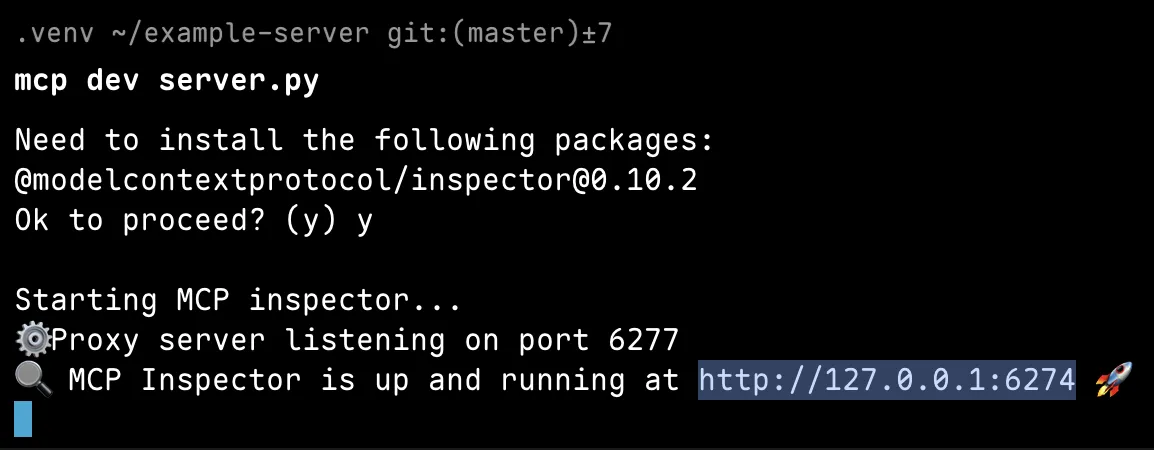 .venv ~/example-server git:(master)±7
mcp dev server.py
Need to install the following packages:
@modelcontextprotocol/inspector@0.10.2
Ok to proceed? (y) y
Starting MCP inspector...
⚙️Proxy server listening on port 6277
🔍 MCP Inspector is up and running at http://127.0.0.1:6274 🚀